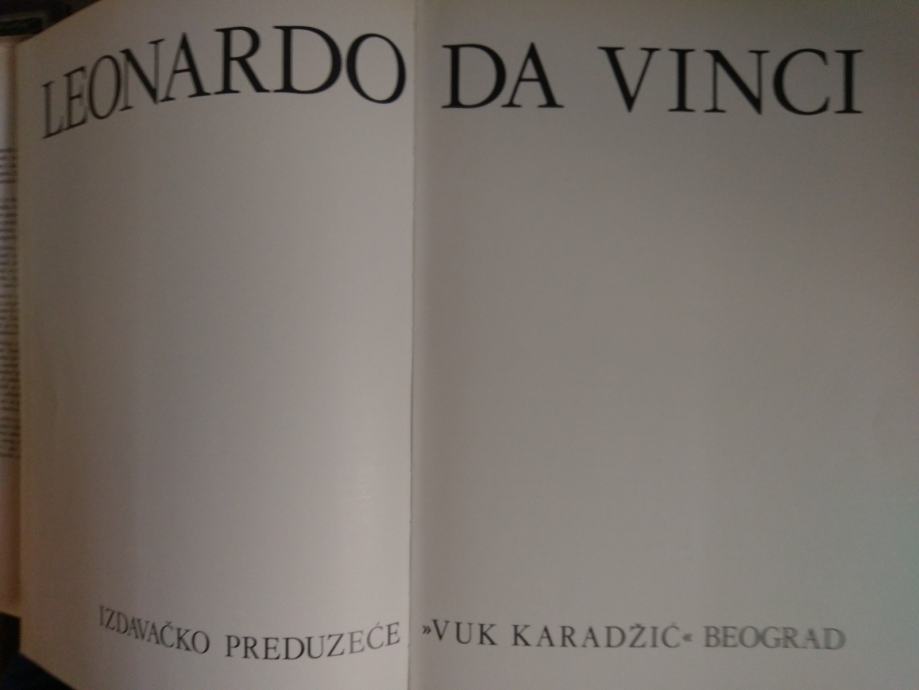 LEONARDO DA VINCI
IZDAVAČKO PREDUZEĆE »VUK KARADŽIĆ« BEOGRAD